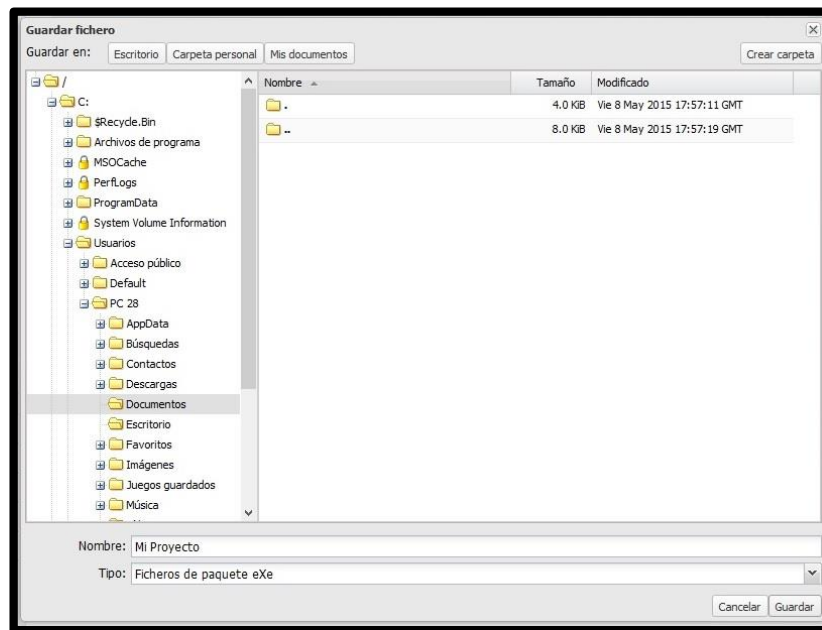 Guardar fichero
Guardar en: Escritorio Carpeta personal Mis documentos Crear carpeta
/
C:
$Recycle.Bin
Archivos de programa
MSOCache
PerfLogs
ProgramData
System Volume Information
Usuarios
Acceso público
Default
PC 28
AppData
Búsquedas
Contactos
Descargas
Documentos
Escritorio
Favoritos
Imágenes
Juegos guardados
Música
Nombre Tamaño Modificado
. 4.0 KiB Vie 8 May 2015 17:57:11 GMT
.. 8.0 KiB Vie 8 May 2015 17:57:19 GMT
Nombre: Mi Proyecto
Tipo: Ficheros de paquete eXe
Cancelar Guardar